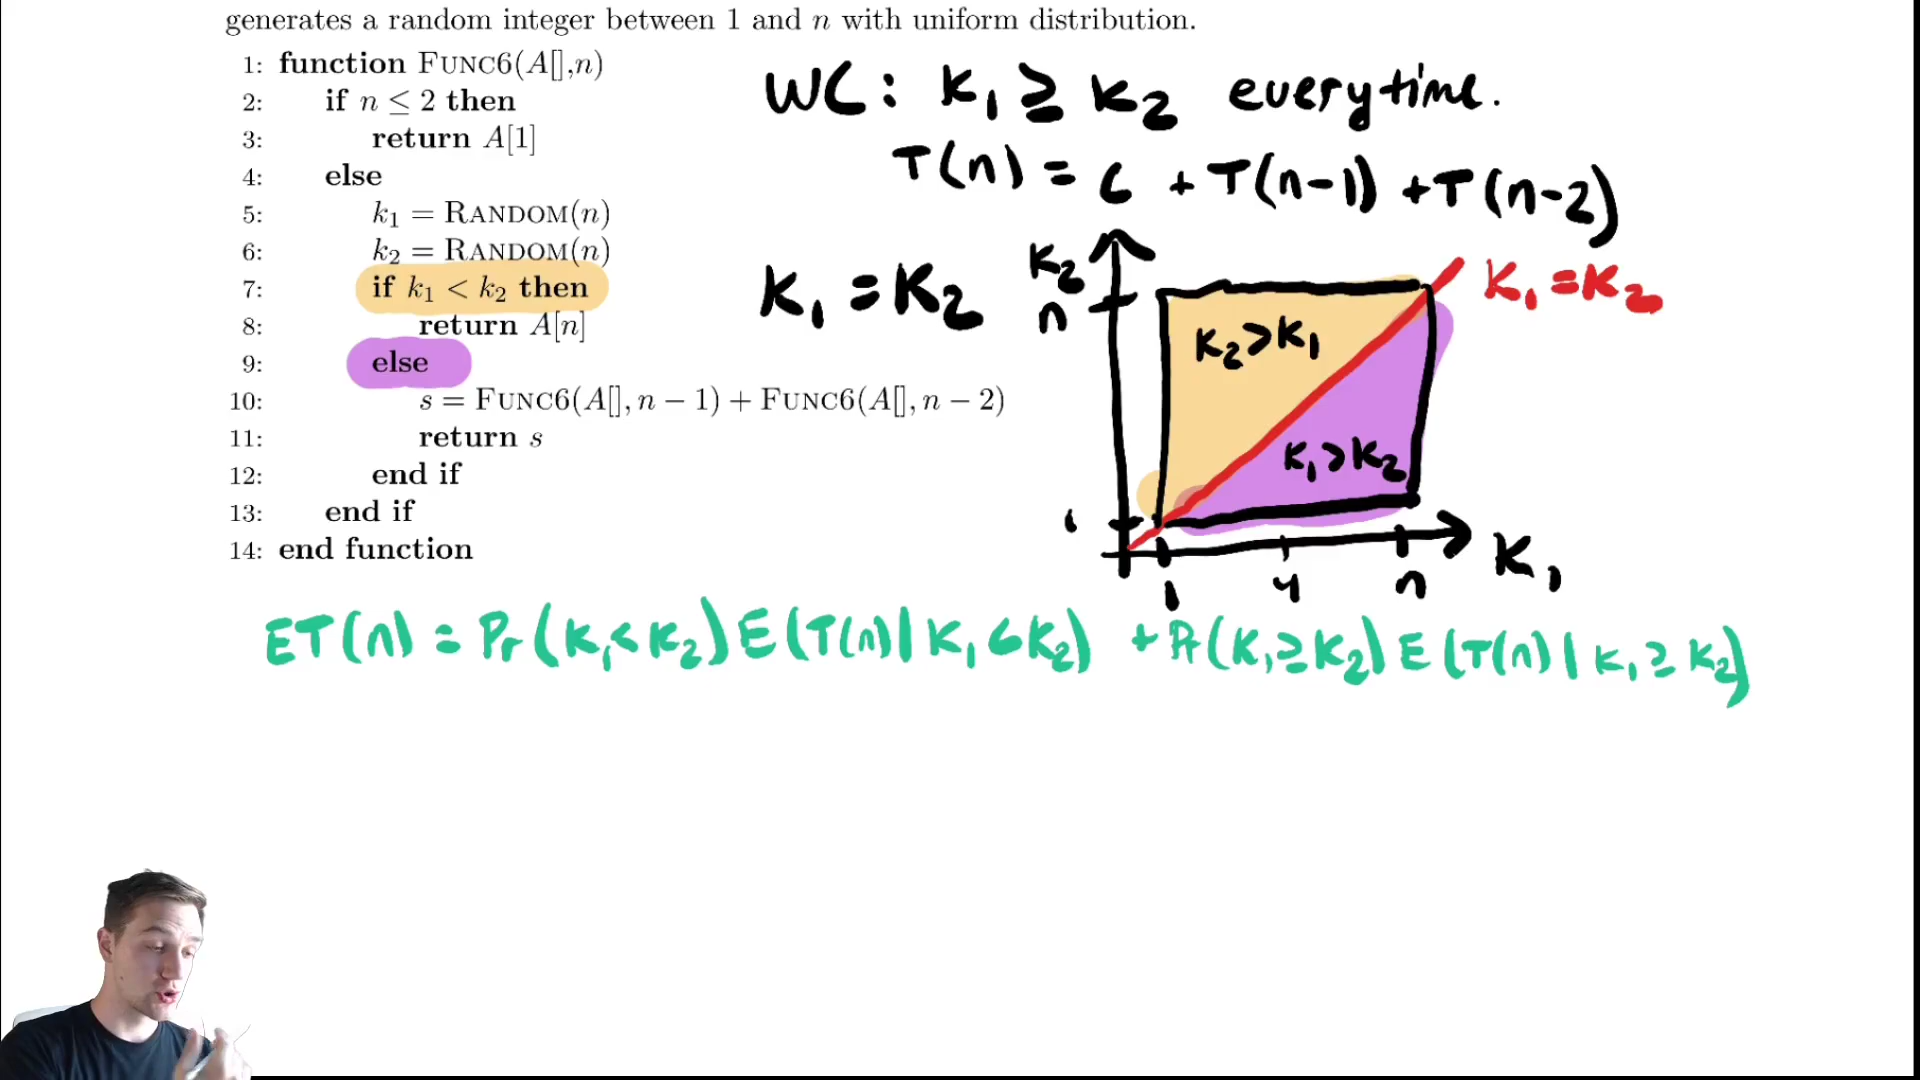 generates a random integer between 1 and n with uniform distribution.
1: function FUNC6(A[],n)
2: if n ≤ 2 then
3: return A[1]
4: else
5: k₁ = RANDOM(n)
6: k₂ = RANDOM(n)
7: if k₁ < k₂ then
8: return A[n]
9: else
10: s = FUNC6(A[], n − 1) + FUNC6(A[], n − 2)
11: return s
12: end if
13: end if
14: end function
WC: K₁ ≥ K₂ everytime.
T(n) = C + T(n-1) + T(n-2)
K₁ = K₂
K₂
n
K₁ = K₂
K₂ > K₁
K₁ > K₂
1
1 4 n K₁
ET(n) = Pr(K₁ < K₂) E(T(n) | K₁ < K₂) + Pr(K₁ ≥ K₂) E(T(n) | K₁ ≥ K₂)